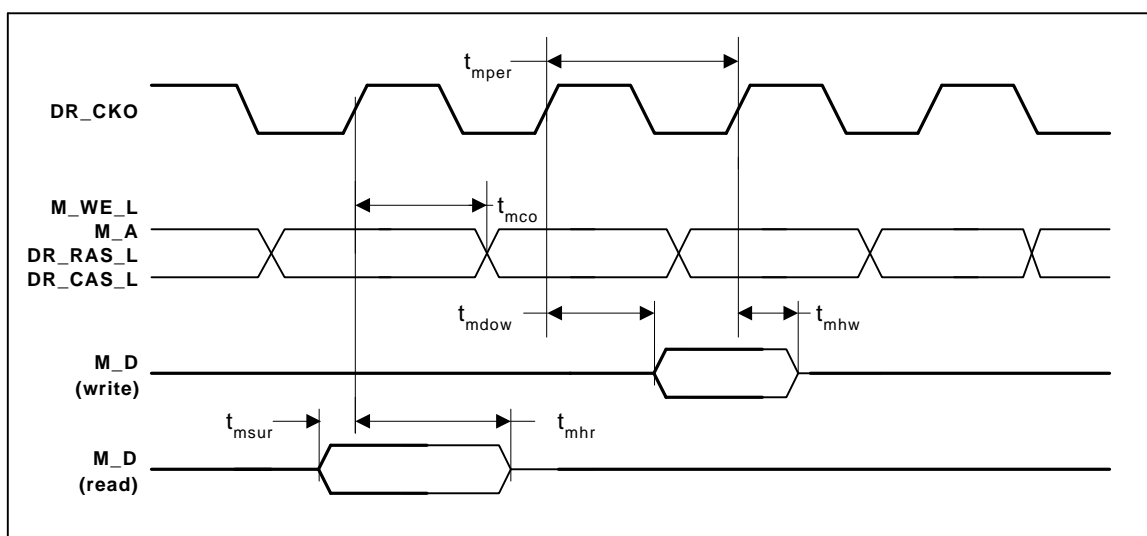 t_mper
DR_CKO
M_WE_L
t_mco
M_A
DR_RAS_L
DR_CAS_L
t_mdow
t_mhw
M_D
(write)
t_msur
t_mhr
M_D
(read)